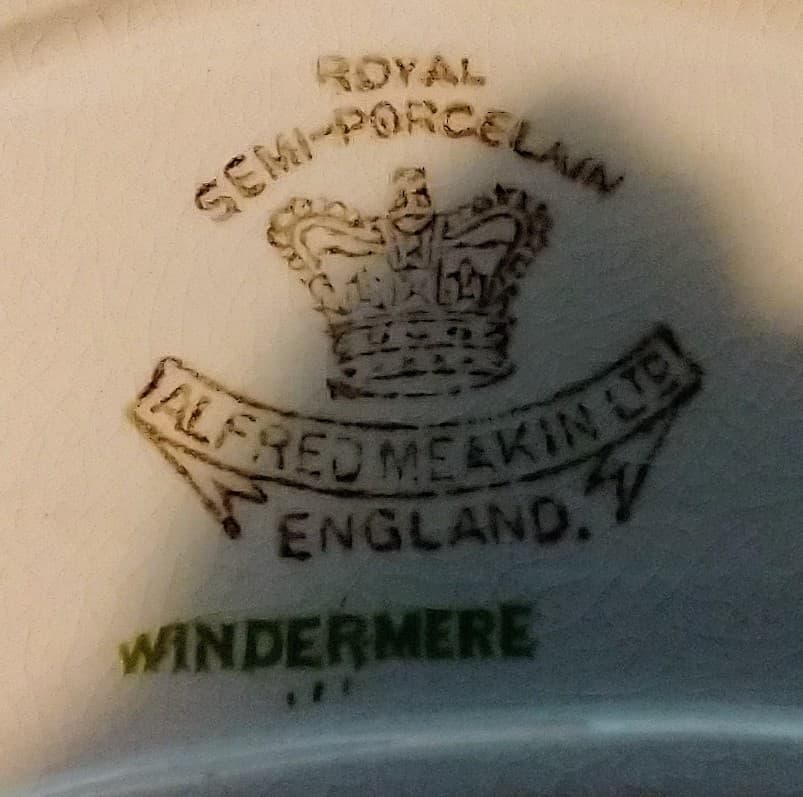 ROYAL
SEMI-PORCELAIN
ALFRED MEAKIN LTD
ENGLAND.
WINDERMERE